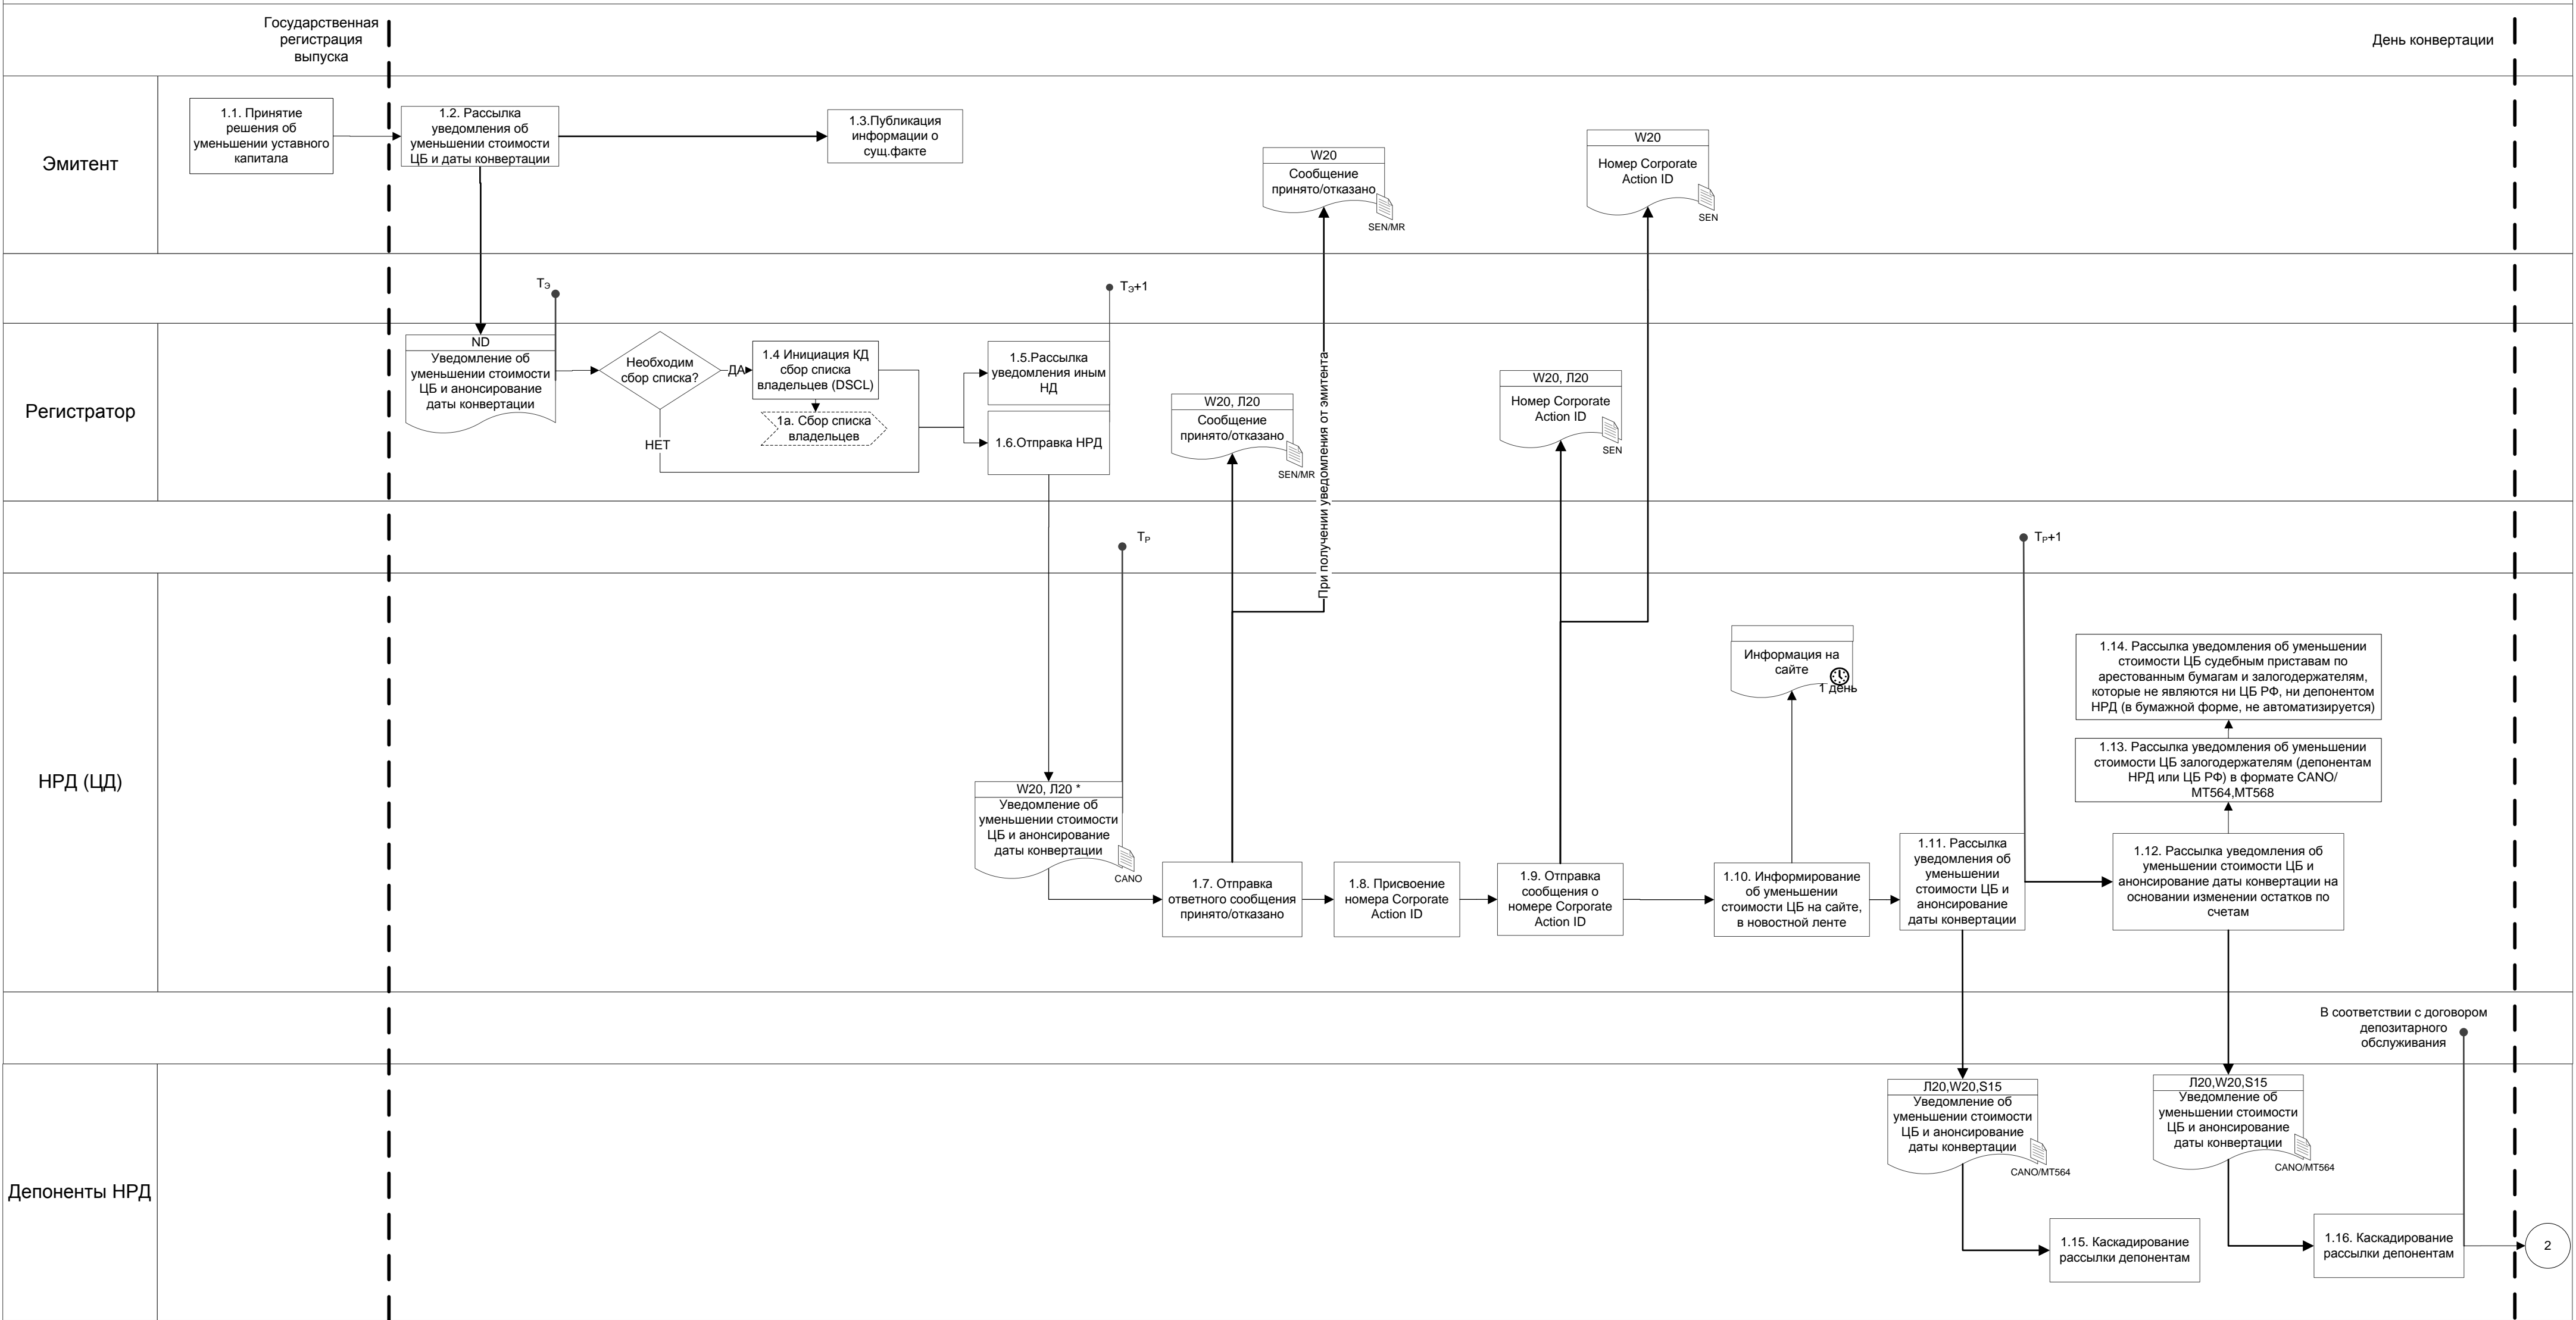 Государственная
регистрация
выпуска
День конвертации
Эмитент
1.1. Принятие
решения об
уменьшении уставного
капитала
1.2. Рассылка
уведомления об
уменьшении стоимости
ЦБ и даты конвертации
1.3.Публикация
информации о
сущ.факте
W20
Сообщение
принято/отказано
SEN/MR
W20
Номер Corporate
Action ID
SEN
TЭ
TЭ+1
Регистратор
ND
Уведомление об
уменьшении стоимости
ЦБ и анонсирование
даты конвертации
Необходим
сбор списка?
ДА
НЕТ
1.4 Инициация КД
сбор списка
владельцев (DSCL)
1а. Сбор списка
владельцев
1.5.Рассылка
уведомления иным
НД
1.6.Отправка НРД
W20, Л20
Сообщение
принято/отказано
SEN/MR
При получении уведомления от эмитента
W20, Л20
Номер Corporate
Action ID
SEN
TР
TР+1
НРД (ЦД)
W20, Л20 *
Уведомление об
уменьшении стоимости
ЦБ и анонсирование
даты конвертации
CANO
1.7. Отправка
ответного сообщения
принято/отказано
1.8. Присвоение
номера Corporate
Action ID
1.9. Отправка
сообщения о
номере Corporate
Action ID
Информация на
сайте
1 день
1.10. Информирование
об уменьшении
стоимости ЦБ на сайте,
в новостной ленте
1.11. Рассылка
уведомления об
уменьшении
стоимости ЦБ и
анонсирование
даты конвертации
1.14. Рассылка уведомления об уменьшении
стоимости ЦБ судебным приставам по
арестованным бумагам и залогодержателям,
которые не являются ни ЦБ РФ, ни депонентом
НРД (в бумажной форме, не автоматизируется)
1.13. Рассылка уведомления об уменьшении
стоимости ЦБ залогодержателям (депонентам
НРД или ЦБ РФ) в формате CANO/
MT564,MT568
1.12. Рассылка уведомления об
уменьшении стоимости ЦБ и
анонсирование даты конвертации на
основании изменении остатков по
счетам
В соответствии с договором
депозитарного
обслуживания
Депоненты НРД
Л20,W20,S15
Уведомление об
уменьшении стоимости
ЦБ и анонсирование
даты конвертации
CANO/MT564
1.15. Каскадирование
рассылки депонентам
Л20,W20,S15
Уведомление об
уменьшении стоимости
ЦБ и анонсирование
даты конвертации
CANO/MT564
1.16. Каскадирование
рассылки депонентам
2